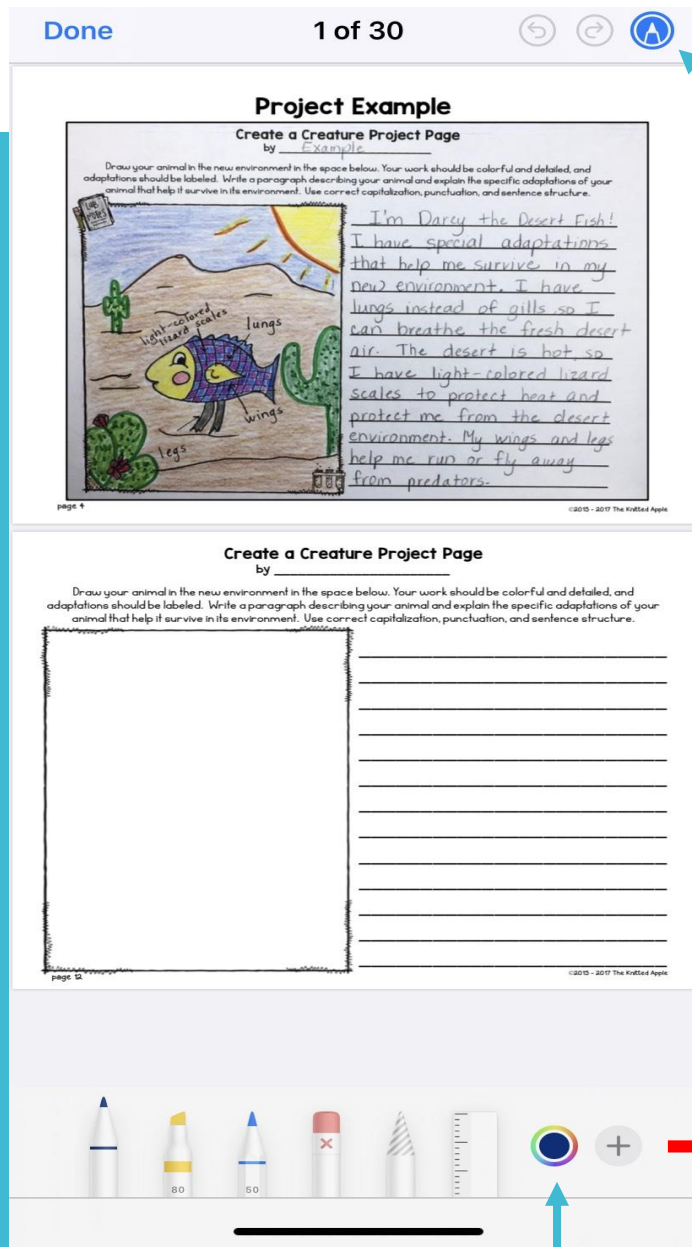 Done
1 of 30
Project Example
Create a Creature Project Page
by Example
Draw your animal in the new environment in the space below. Your work should be colorful and detailed, and
adaptations should be labeled. Write a paragraph describing your animal and explain the specific adaptations of your
animal that help it survive in its environment. Use correct capitalization, punctuation, and sentence structure.
LAB
NOTES
light-colored
lizard scales
lungs
wings
legs
I'm Darcy the Desert Fish!
I have special adaptations
that help me survive in my
new environment. I have
lungs instead of gills so I
can breathe the fresh desert
air. The desert is hot, so
I have light-colored lizard
scales to protect heat and
protect me from the desert
environment. My wings and legs
help me run or fly away
from predators.
page 4
©2015 - 2017 The Knitted Apple
Create a Creature Project Page
by
Draw your animal in the new environment in the space below. Your work should be colorful and detailed, and
adaptations should be labeled. Write a paragraph describing your animal and explain the specific adaptations of your
animal that help it survive in its environment. Use correct capitalization, punctuation, and sentence structure.
page 12
©2015 - 2017 The Knitted Apple
80
50